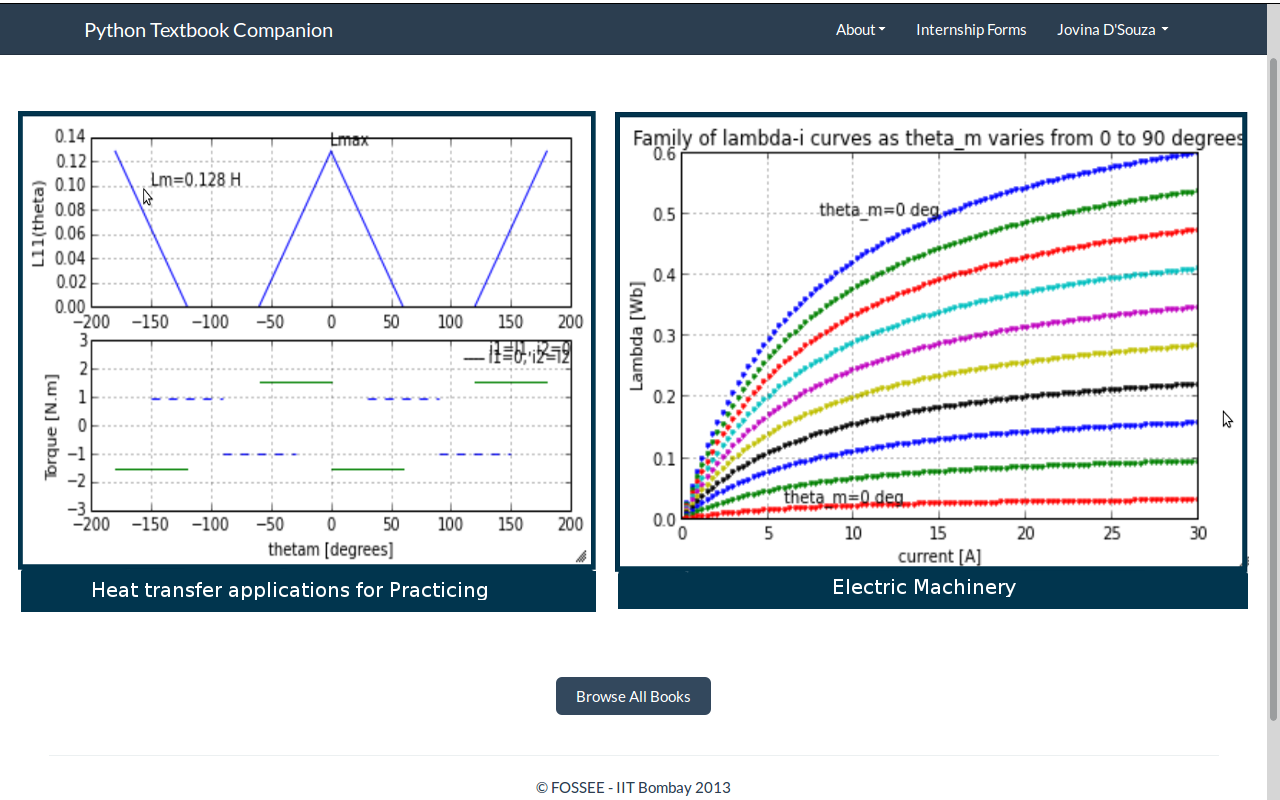 Python Textbook Companion About Internship Forms Jovina D'Souza
Lmax
Lm=0.128 H
L11(theta)
0.14
0.12
0.10
0.08
0.06
0.04
0.02
0.00
−200 −150 −100 −50 0 50 100 150 200
i1=I1, i2=0
i1=0, i2=I2
Torque [N.m]
3
2
1
0
−1
−2
−3
−200 −150 −100 −50 0 50 100 150 200
thetam [degrees]
Heat transfer applications for Practicing
Family of lambda-i curves as theta_m varies from 0 to 90 degrees
theta_m=0 deg
theta_m=0 deg
Lambda [Wb]
0.6
0.5
0.4
0.3
0.2
0.1
0.0
0 5 10 15 20 25 30
current [A]
Electric Machinery
Browse All Books
© FOSSEE - IIT Bombay 2013